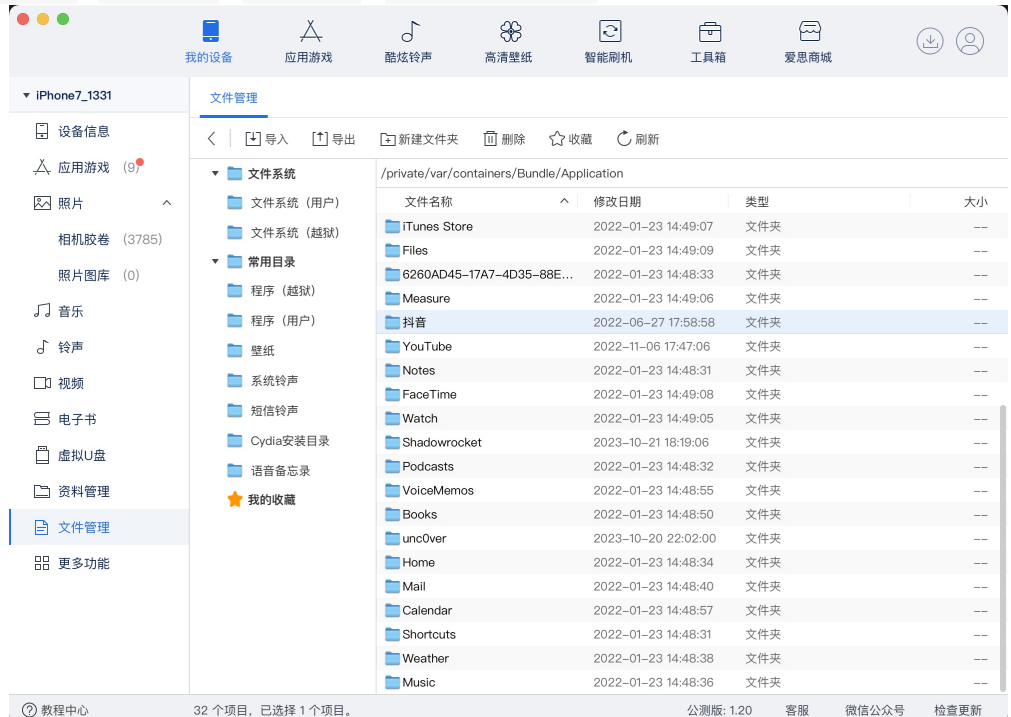 我的设备
应用游戏
酷炫铃声
高清壁纸
智能刷机
工具箱
爱思商城
iPhone7_1331
设备信息
应用游戏 (9)
照片
相机胶卷 (3785)
照片图库 (0)
音乐
铃声
视频
电子书
虚拟U盘
资料管理
文件管理
更多功能
文件管理
导入 导出 新建文件夹 删除 收藏 刷新
文件系统
文件系统（用户）
文件系统（越狱）
常用目录
程序（越狱）
程序（用户）
壁纸
系统铃声
短信铃声
Cydia安装目录
语音备忘录
我的收藏
/private/var/containers/Bundle/Application
文件名称 修改日期 类型 大小
iTunes Store 2022-01-23 14:49:07 文件夹 --
Files 2022-01-23 14:49:09 文件夹 --
6260AD45-17A7-4D35-88E... 2022-01-23 14:48:33 文件夹 --
Measure 2022-01-23 14:49:06 文件夹 --
抖音 2022-06-27 17:58:58 文件夹 --
YouTube 2022-11-06 17:47:06 文件夹 --
Notes 2022-01-23 14:48:31 文件夹 --
FaceTime 2022-01-23 14:49:08 文件夹 --
Watch 2022-01-23 14:49:05 文件夹 --
Shadowrocket 2023-10-21 18:19:06 文件夹 --
Podcasts 2022-01-23 14:48:32 文件夹 --
VoiceMemos 2022-01-23 14:48:55 文件夹 --
Books 2022-01-23 14:48:50 文件夹 --
unc0ver 2023-10-20 22:02:00 文件夹 --
Home 2022-01-23 14:48:34 文件夹 --
Mail 2022-01-23 14:48:40 文件夹 --
Calendar 2022-01-23 14:48:57 文件夹 --
Shortcuts 2022-01-23 14:48:31 文件夹 --
Weather 2022-01-23 14:48:38 文件夹 --
Music 2022-01-23 14:48:36 文件夹 --
教程中心 32 个项目，已选择 1 个项目。 公测版: 1.20 客服 微信公众号 检查更新